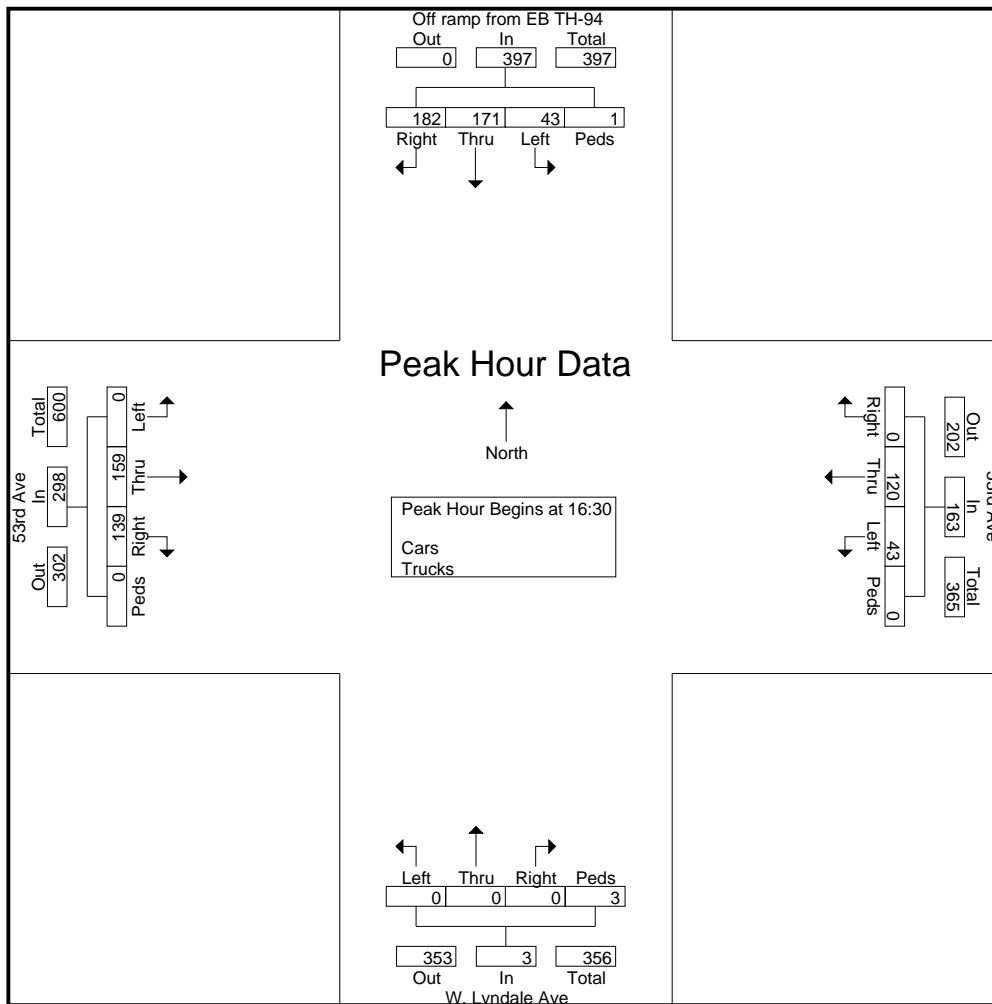 Off ramp from EB TH-94
Out In Total
0 397 397
182 171 43 1
Right Thru Left Peds
Peak Hour Data
North
Peak Hour Begins at 16:30
Cars
Trucks
53rd Ave
Total In Out
600 298 302
0 159 139 0
Left Thru Right Peds
Right Thru Left Peds
0 120 43 0
Out In Total
202 163 365
Ave
Left Thru Right Peds
0 0 0 3
353 3 356
Out In Total
W. Lyndale Ave